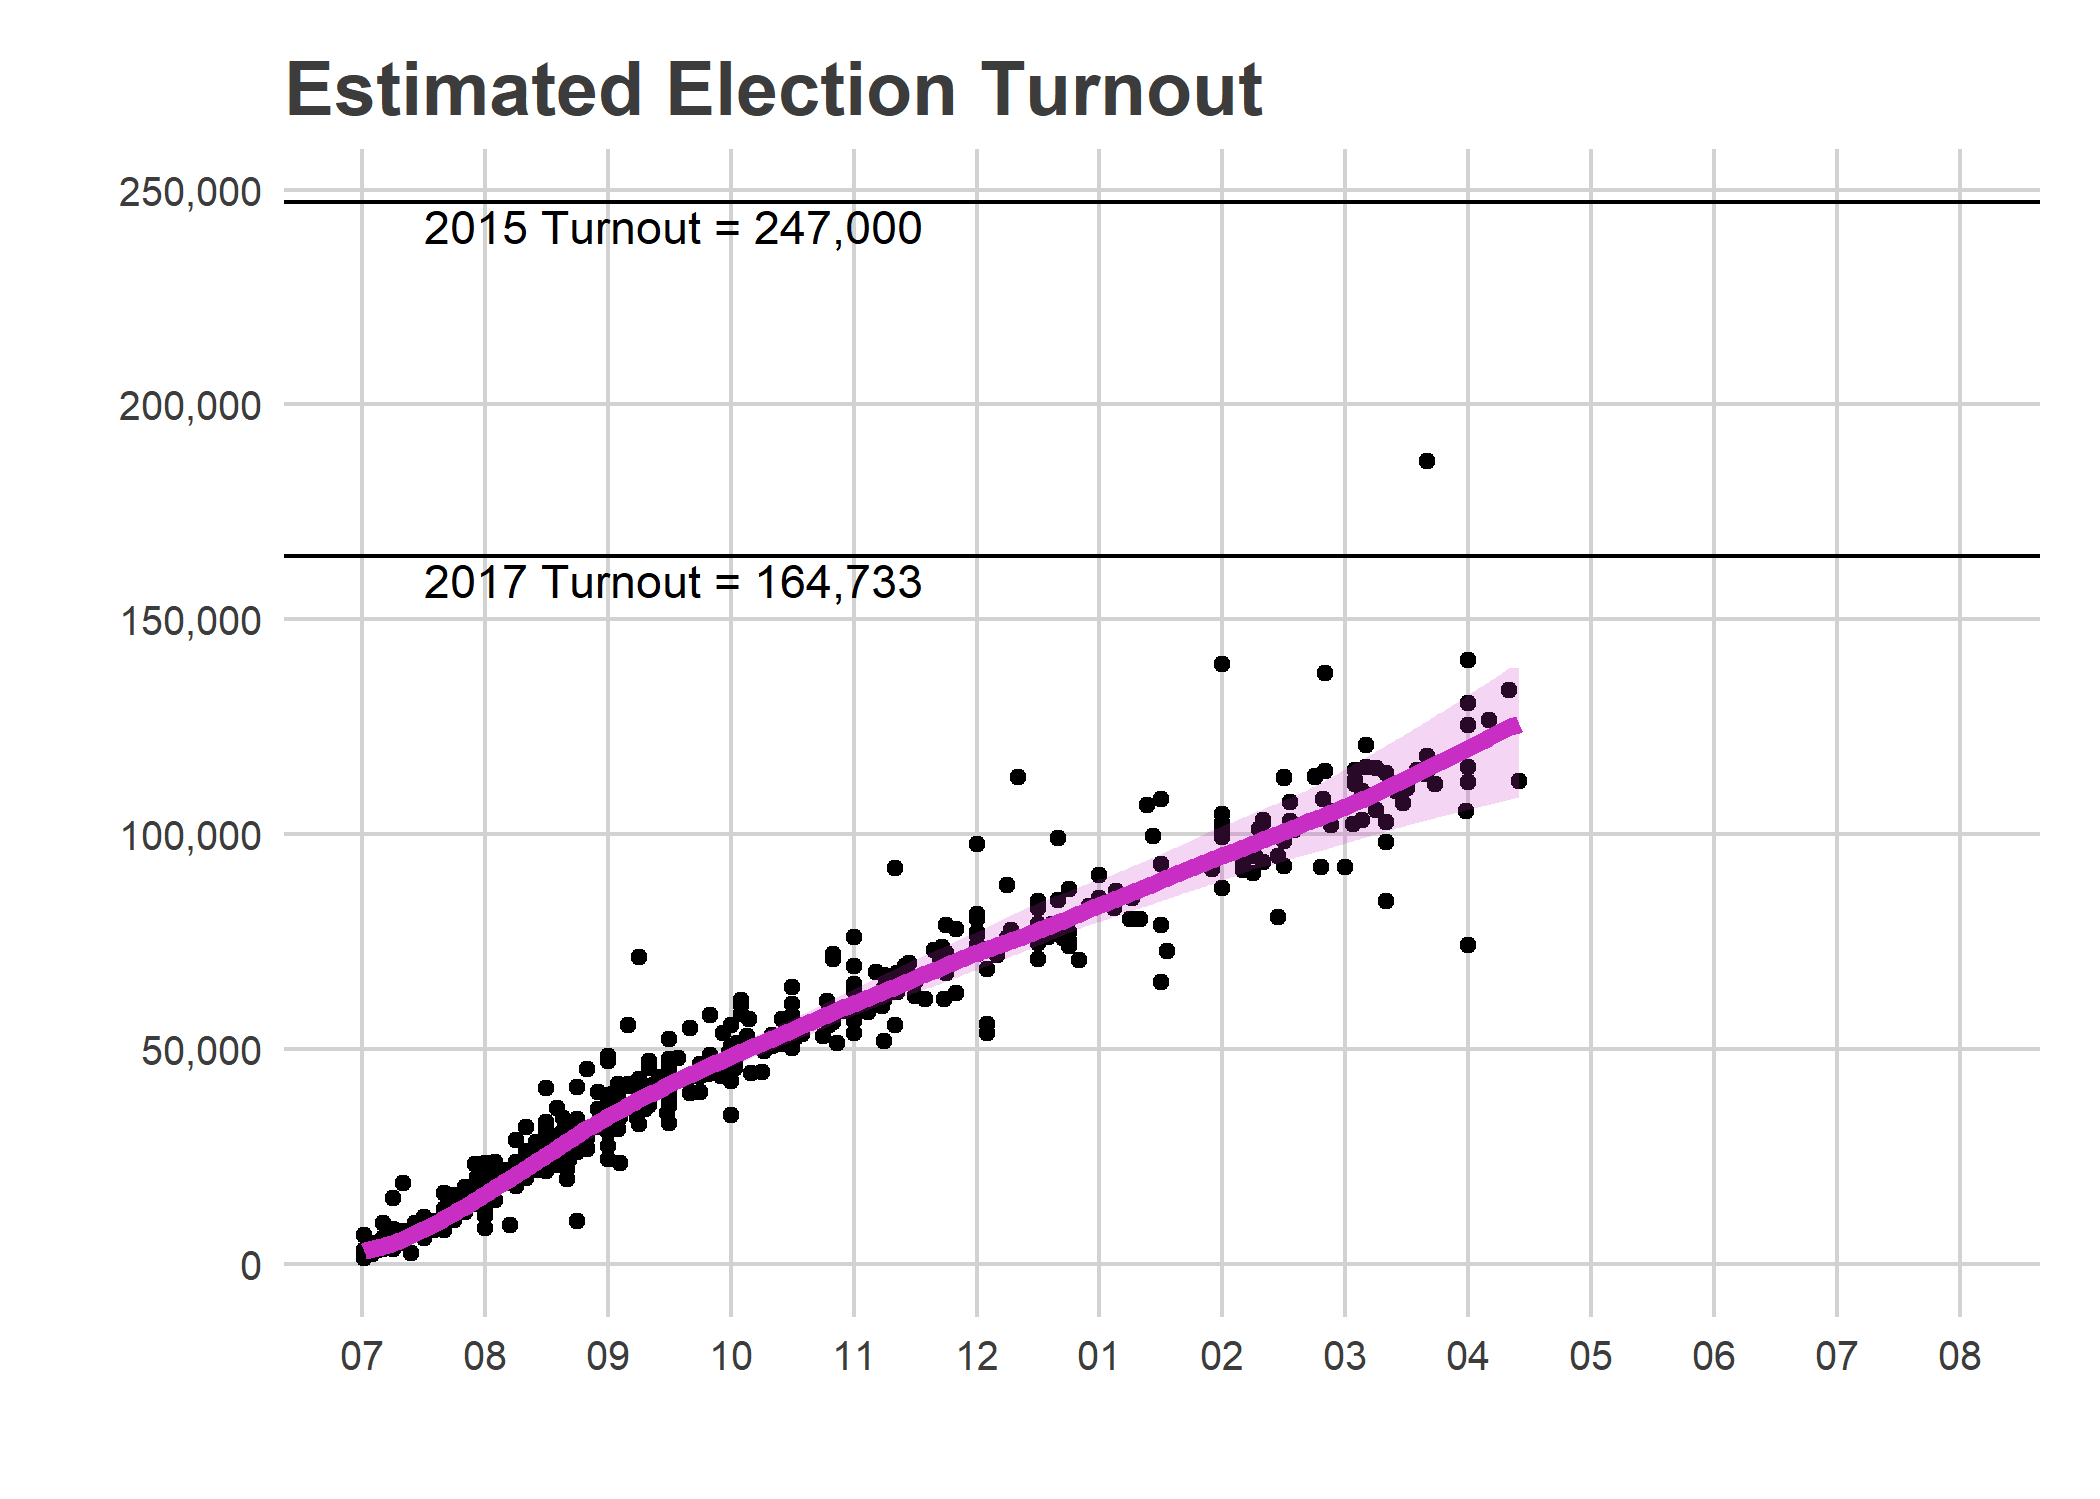 Estimated Election Turnout
250,000
2015 Turnout = 247,000
200,000
2017 Turnout = 164,733
150,000
100,000
50,000
0
07 08 09 10 11 12 01 02 03 04 05 06 07 08